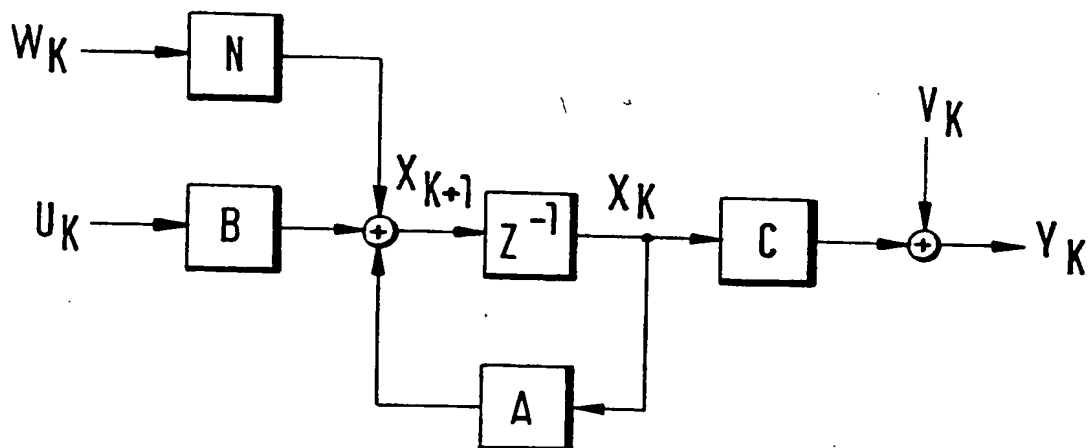 W_K
N
V_K
X_{K+1}
X_K
U_K
B
Z^{-1}
C
Y_K
A